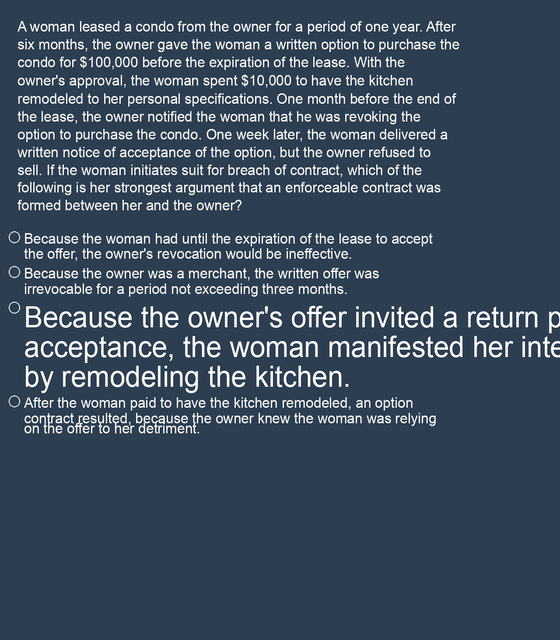 A woman leased a condo from the owner for a period of one year. After
six months, the owner gave the woman a written option to purchase the
condo for $100,000 before the expiration of the lease. With the
owner's approval, the woman spent $10,000 to have the kitchen
remodeled to her personal specifications. One month before the end of
the lease, the owner notified the woman that he was revoking the
option to purchase the condo. One week later, the woman delivered a
written notice of acceptance of the option, but the owner refused to
sell. If the woman initiates suit for breach of contract, which of the
following is her strongest argument that an enforceable contract was
formed between her and the owner?
Because the woman had until the expiration of the lease to accept
the offer, the owner's revocation would be ineffective.
Because the owner was a merchant, the written offer was
irrevocable for a period not exceeding three months.
Because the owner's offer invited a return
acceptance, the woman manifested her
by remodeling the kitchen.
After the woman paid to have the kitchen remodeled, an option
contract resulted, because the owner knew the woman was relying
on the offer to her detriment.